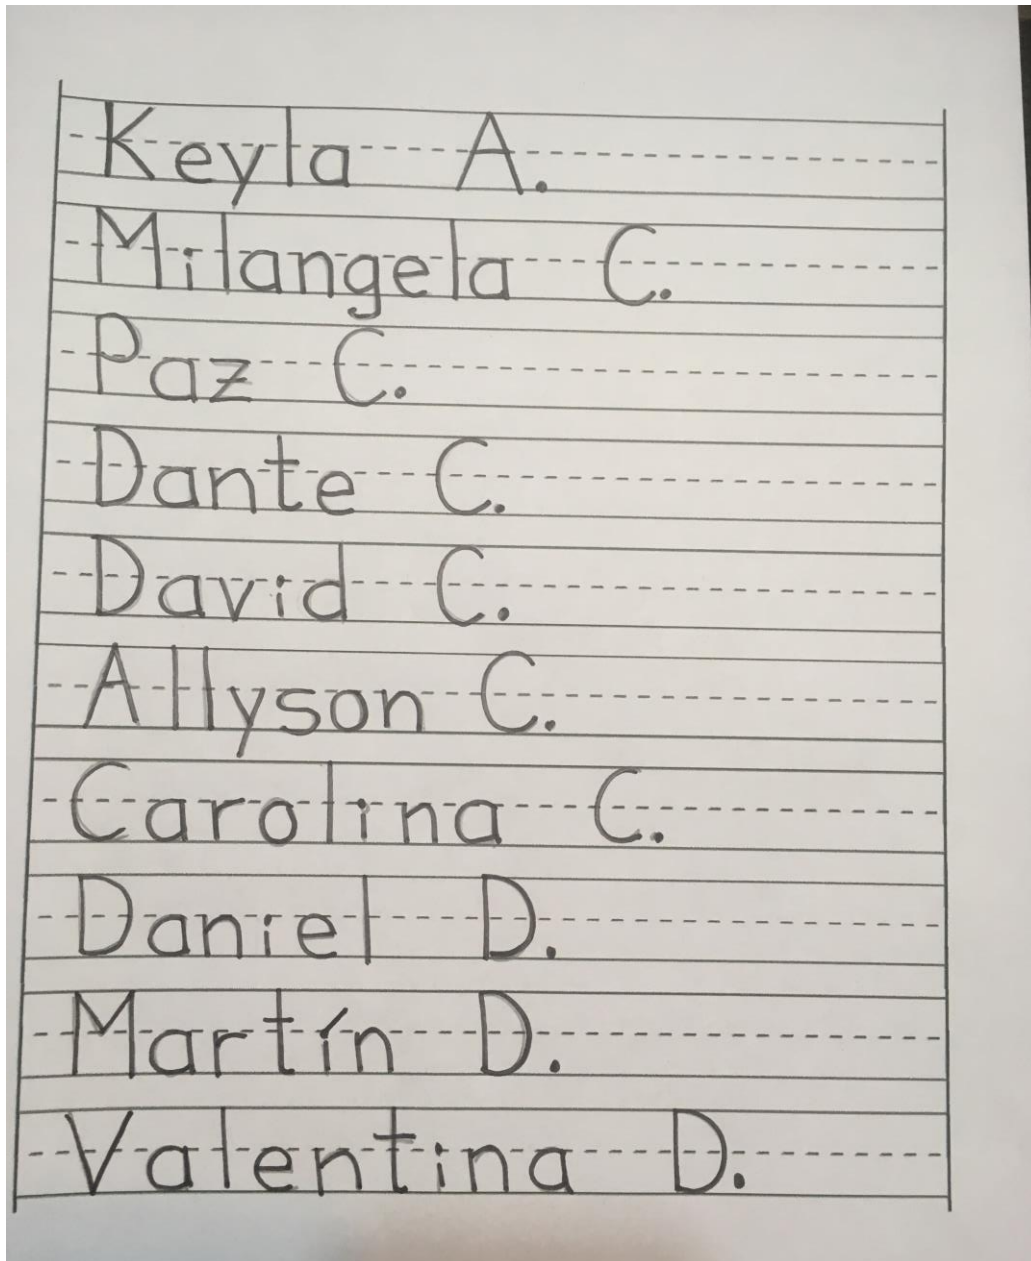 Keyla A.
Milangela C.
Paz C.
Dante C.
David C.
Allyson C.
Carolina C.
Daniel D.
Martín D.
Valentina D.